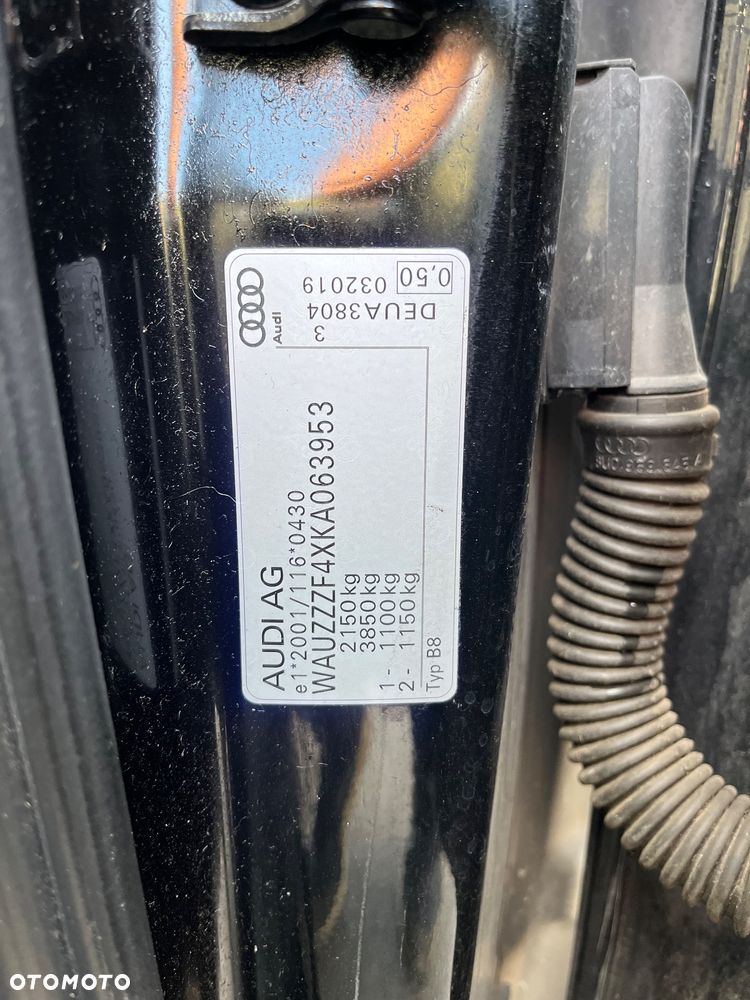 AUDI AG
e1*2001/116*0430
WAUZZZF4XKA063953
2150kg
3850kg
1- 1100kg
2- 1150kg
Typ B8
Audi
3
DEUA3804
032019
0,50
OTOMOTO